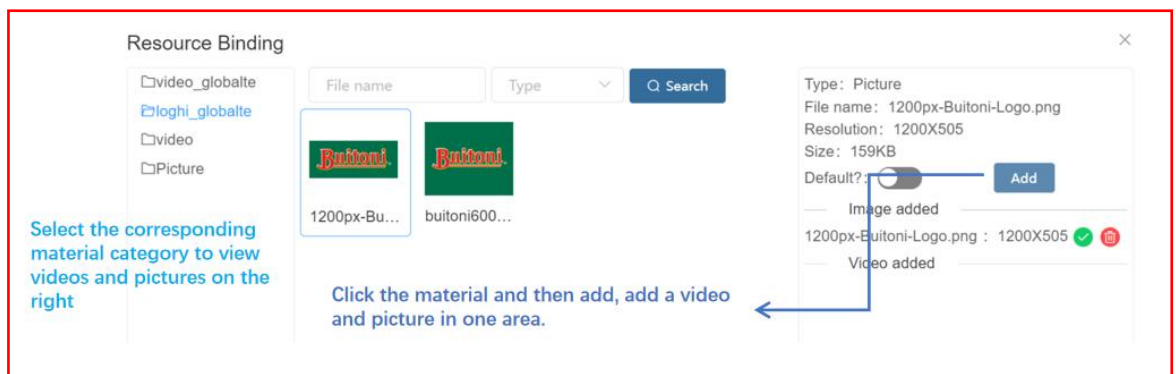 Resource Binding
video_globalte
loghi_globalte
video
Picture
File name
Type
Search
Buitoni.
Buitoni.
1200px-Bu...
buitoni600...
Type: Picture
File name: 1200px-Buitoni-Logo.png
Resolution: 1200X505
Size: 159KB
Default?:
Add
Image added
1200px-Buitoni-Logo.png : 1200X505
Video added
Select the corresponding
material category to view
videos and pictures on the
right
Click the material and then add, add a video
and picture in one area.